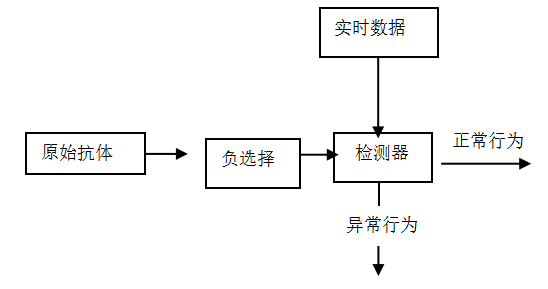 实时数据
原始抗体
负选择
检测器
正常行为
异常行为